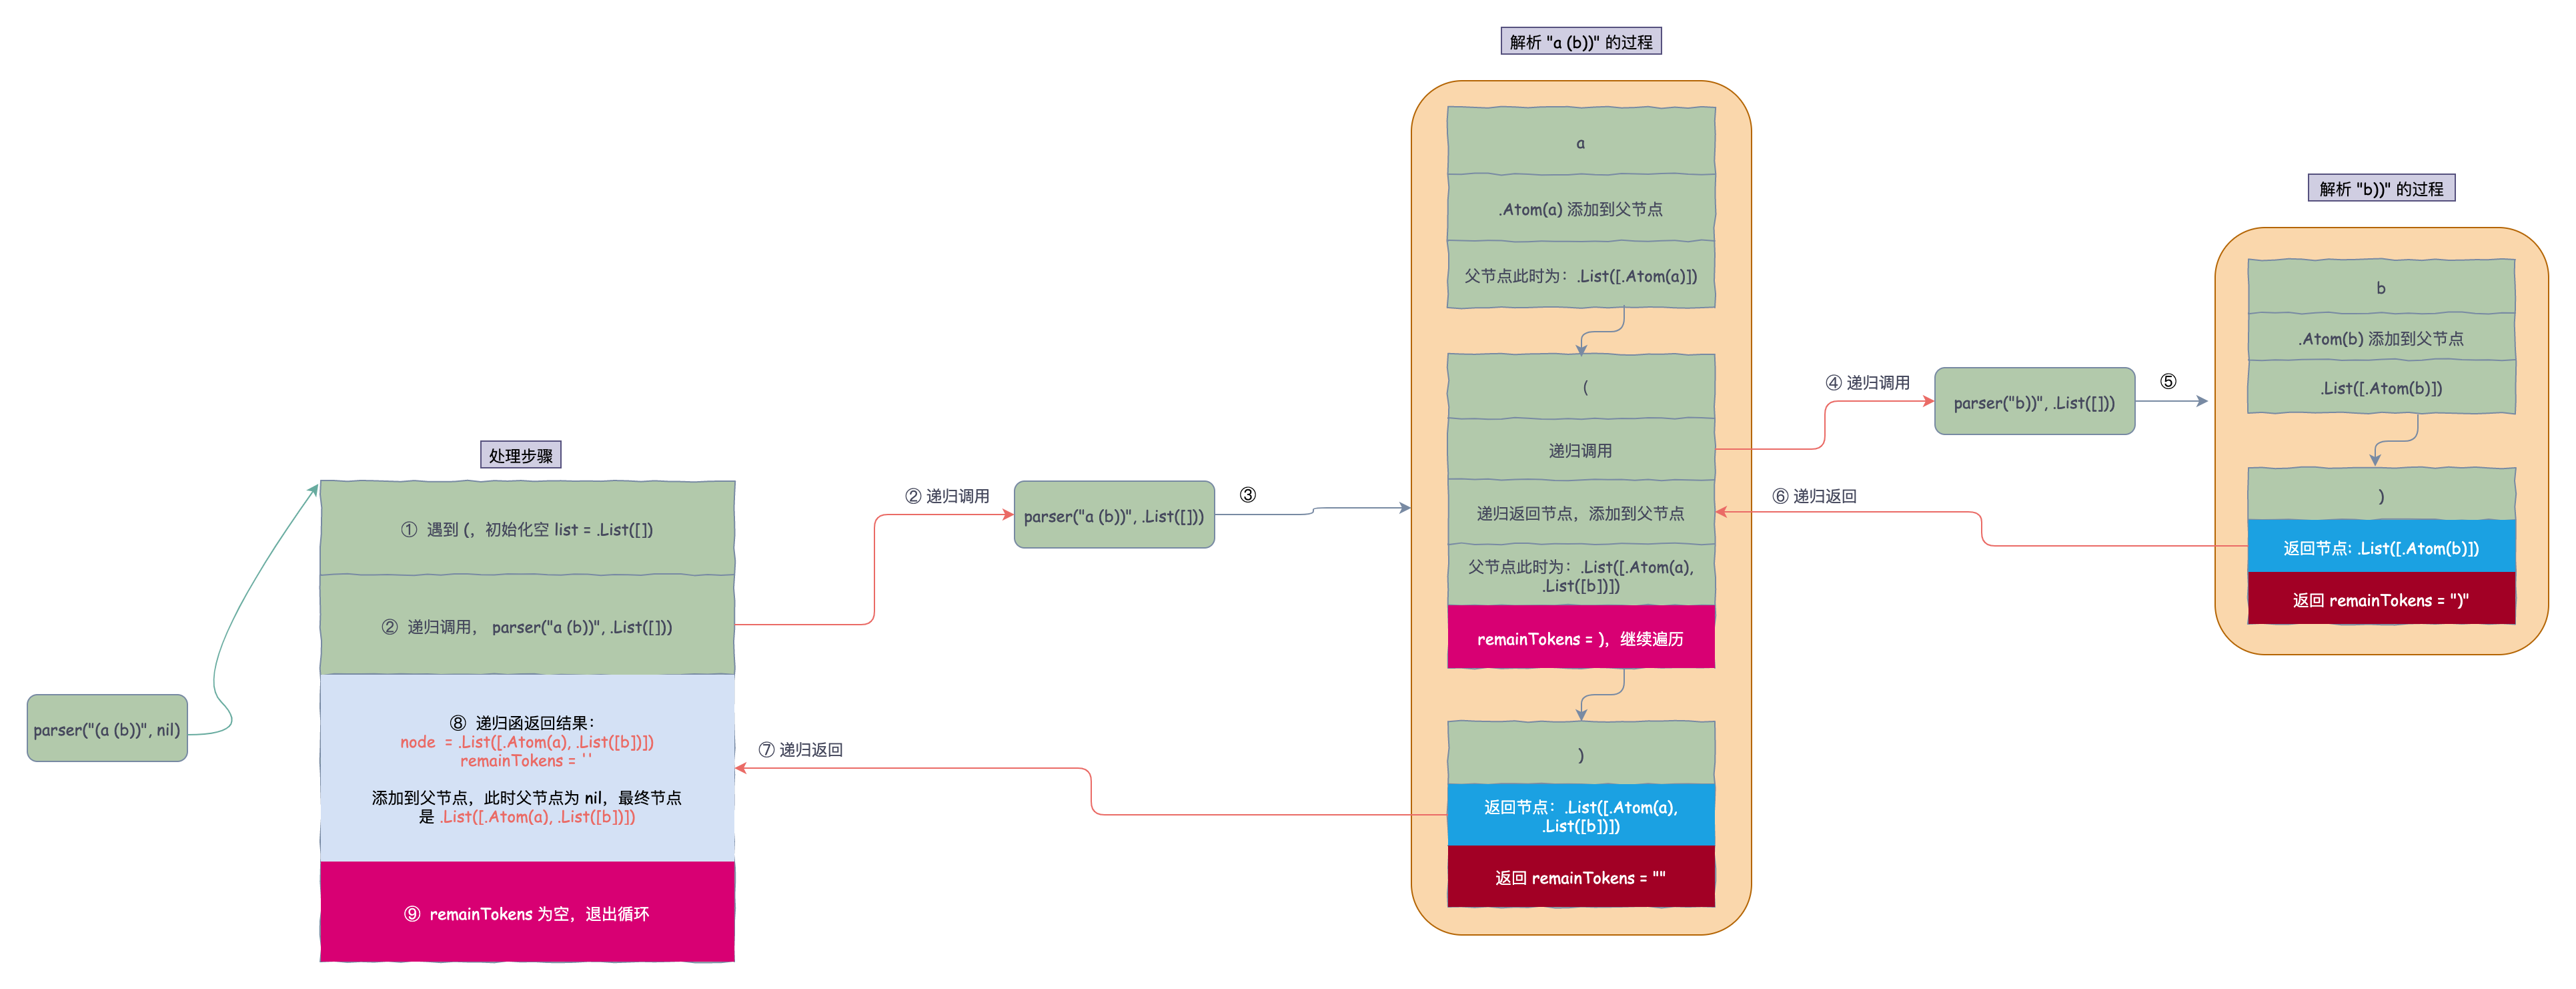 parser("(a (b))", nil)
处理步骤
① 遇到 (，初始化空 list = .List([])
② 递归调用， parser("a (b))", .List([]))
⑧ 递归函返回结果：
node = .List([.Atom(a), .List([b])])
remainTokens = ''
添加到父节点，此时父节点为 nil，最终节点
是 .List([.Atom(a), .List([b])])
⑨ remainTokens 为空，退出循环
② 递归调用
parser("a (b))", .List([]))
③
⑦ 递归返回
解析 "a (b))" 的过程
a
.Atom(a) 添加到父节点
父节点此时为：.List([.Atom(a)])
(
递归调用
递归返回节点，添加到父节点
父节点此时为：.List([.Atom(a),
.List([b])])
remainTokens = )，继续遍历
)
返回节点：.List([.Atom(a),
.List([b])])
返回 remainTokens = ""
④ 递归调用
parser("b))", .List([]))
⑤
⑥ 递归返回
解析 "b))" 的过程
b
.Atom(b) 添加到父节点
.List([.Atom(b)])
)
返回节点: .List([.Atom(b)])
返回 remainTokens = ")"